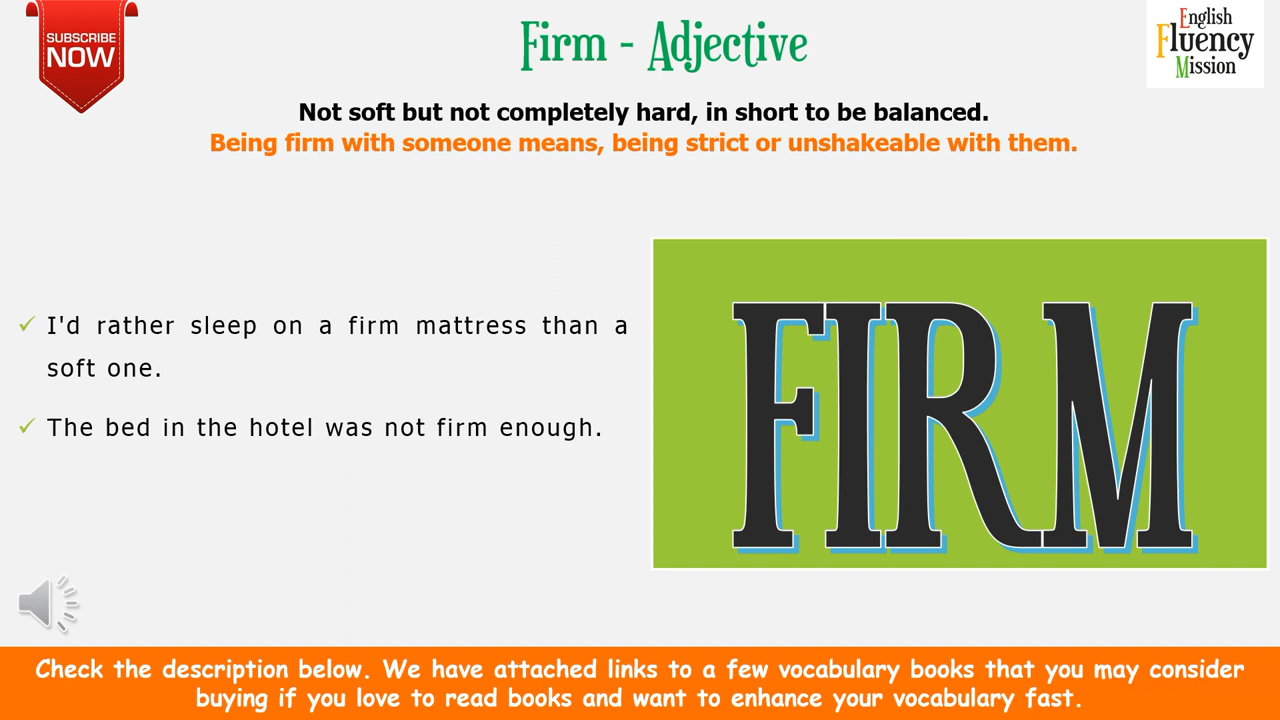 SUBSCRIBE
NOW
Firm - Adjective
English
Fluency
Mission
Not soft but not completely hard, in short to be balanced.
Being firm with someone means, being strict or unshakeable with them.
I'd rather sleep on a firm mattress than a
soft one.
The bed in the hotel was not firm enough.
FIRM
Check the description below. We have attached links to a few vocabulary books that you may consider
buying if you love to read books and want to enhance your vocabulary fast.